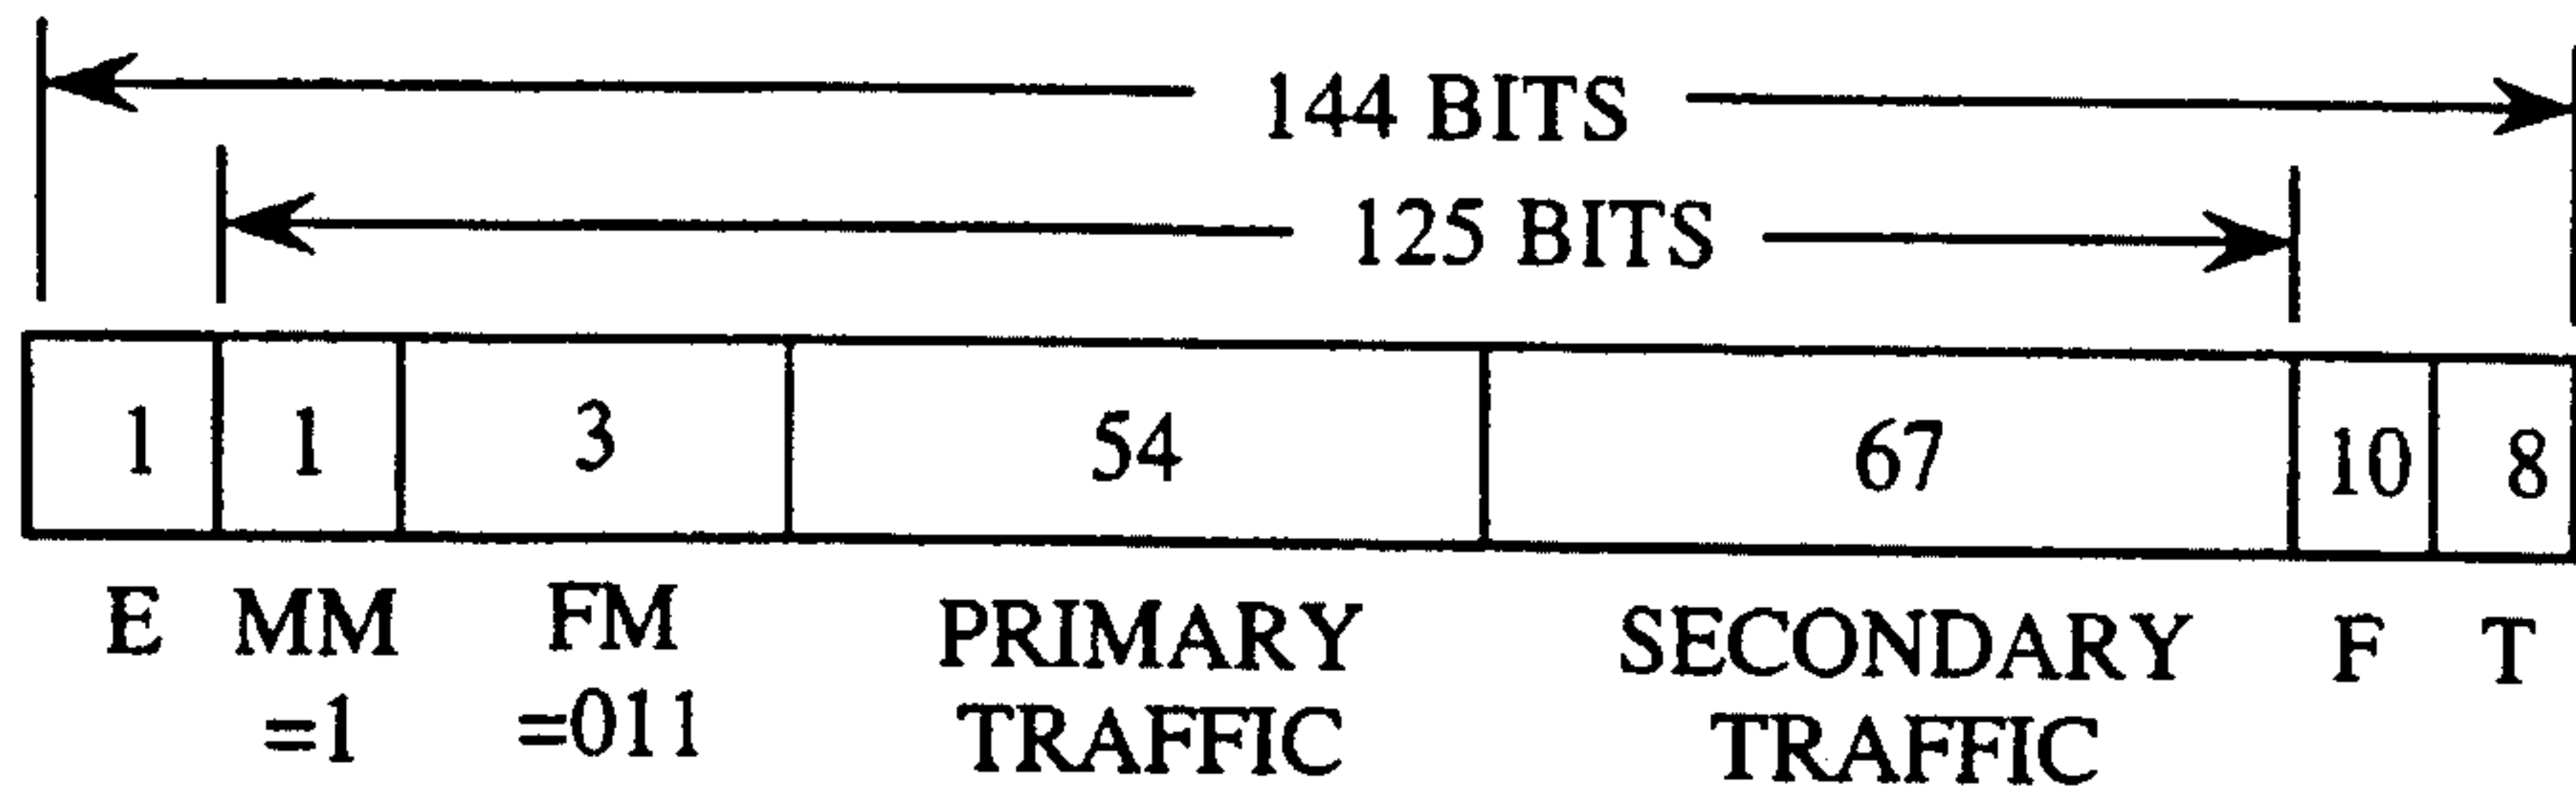 144 BITS
125 BITS
1 1 3 54 67 10 8
E MM FM PRIMARY SECONDARY F T
=1 =011 TRAFFIC TRAFFIC